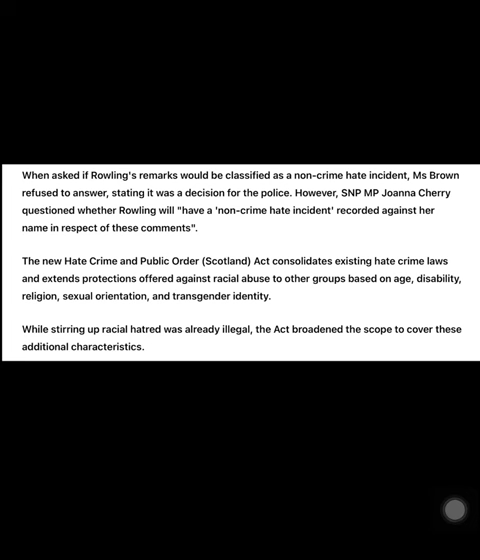 When asked if Rowling's remarks would be classified as a non-crime hate incident, Ms Brown
refused to answer, stating it was a decision for the police. However, SNP MP Joanna Cherry
questioned whether Rowling will "have a 'non-crime hate incident' recorded against her
name in respect of these comments".
The new Hate Crime and Public Order (Scotland) Act consolidates existing hate crime laws
and extends protections offered against racial abuse to other groups based on age, disability,
religion, sexual orientation, and transgender identity.
While stirring up racial hatred was already illegal, the Act broadened the scope to cover these
additional characteristics.